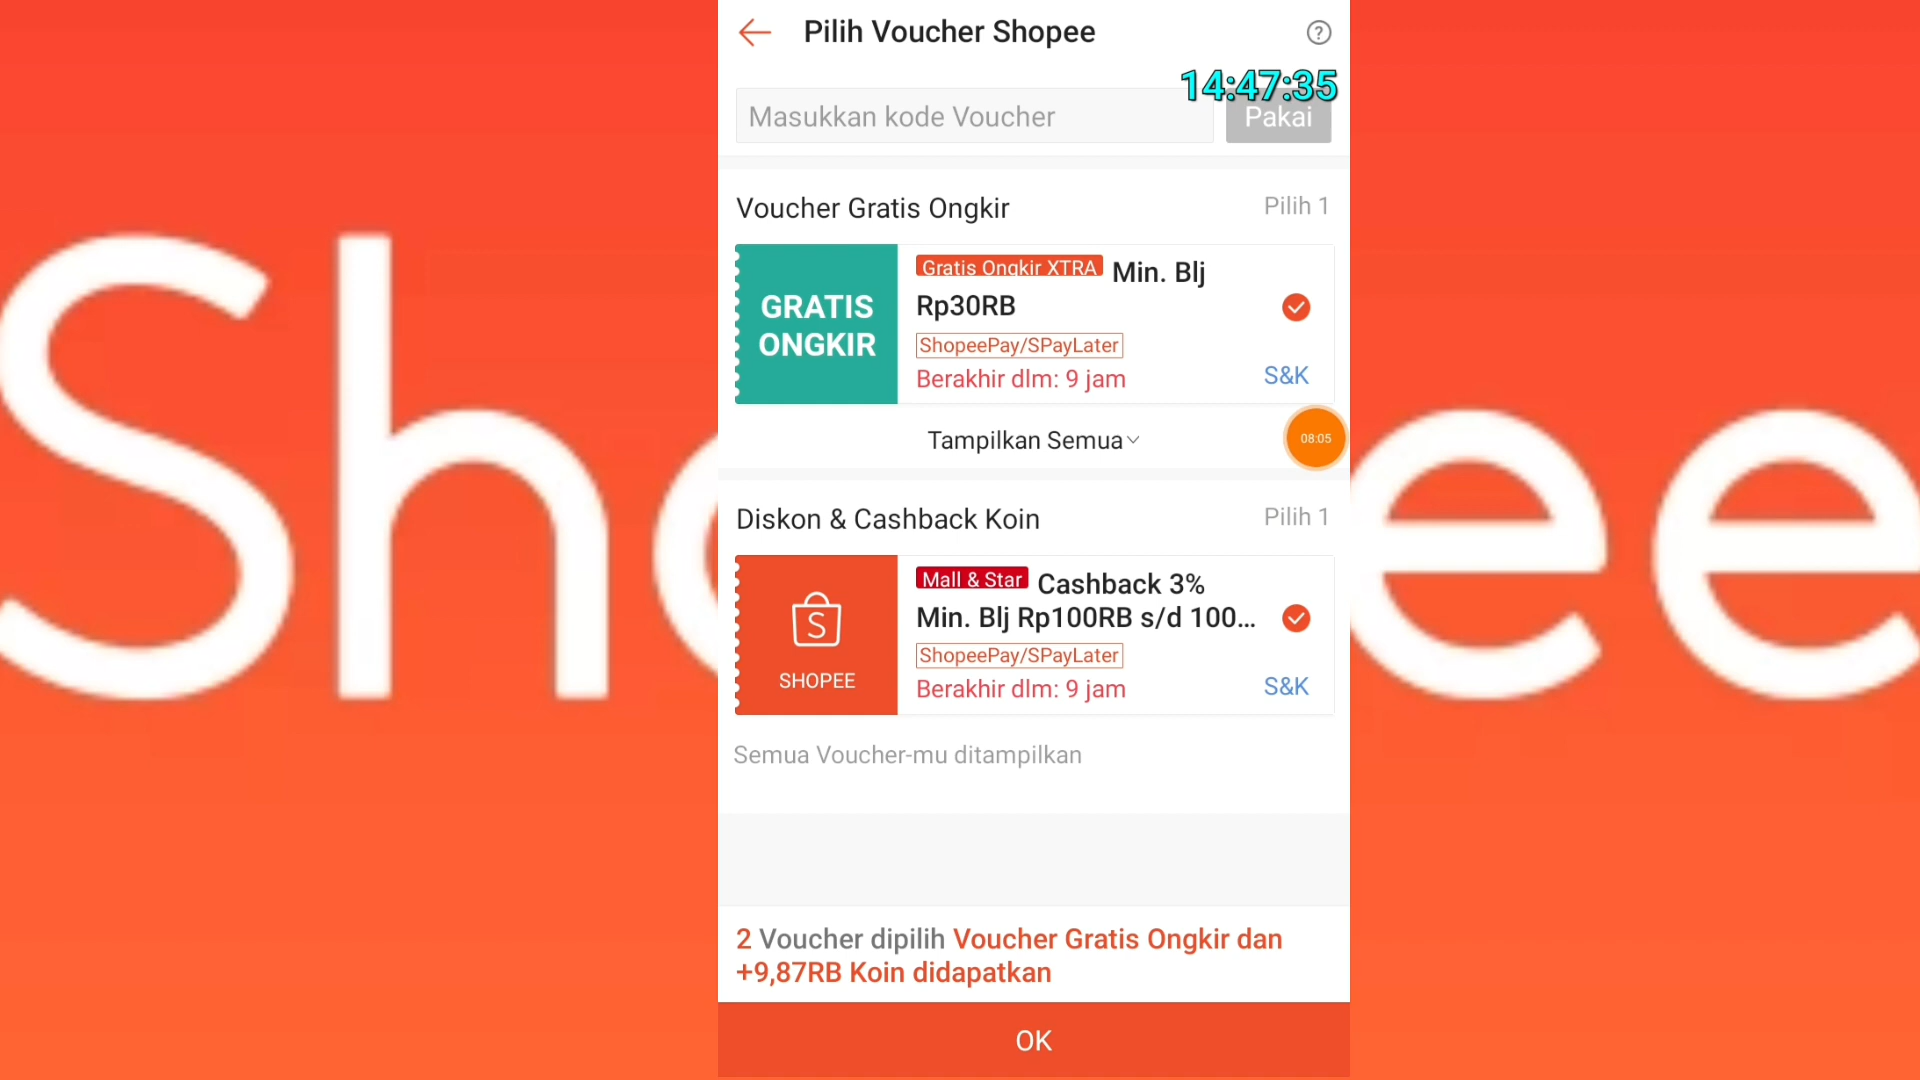 Pilih Voucher Shopee
?
14:47:35
Masukkan kode Voucher
Pakai
Voucher Gratis Ongkir
Pilih 1
GRATIS
ONGKIR
Gratis Ongkir XTRA Min. Blj
Rp30RB
ShopeePay/SPayLater
Berakhir dlm: 9 jam
S&K
Tampilkan Semua
08:05
Diskon & Cashback Koin
Pilih 1
S
SHOPEE
Mall & Star Cashback 3%
Min. Blj Rp100RB s/d 100...
ShopeePay/SPayLater
Berakhir dlm: 9 jam
S&K
Semua Voucher-mu ditampilkan
2 Voucher dipilih Voucher Gratis Ongkir dan
+9,87RB Koin didapatkan
OK
Sho
ee